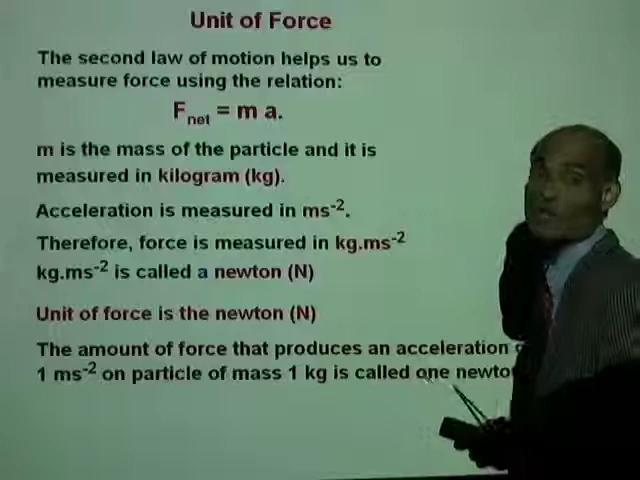 Unit of Force
The second law of motion helps us to
measure force using the relation:
Fnet = m a.
m is the mass of the particle and it is
measured in kilogram (kg).
Acceleration is measured in ms-2.
Therefore, force is measured in kg.ms-2
kg.ms-2 is called a newton (N)
Unit of force is the newton (N)
The amount of force that produces an acceleration
1 ms-2 on particle of mass 1 kg is called one newto